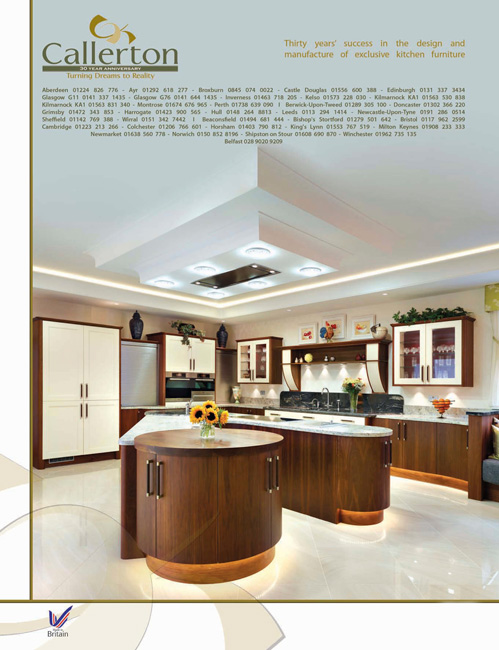 Callerton
30 YEAR ANNIVERSARY
Turning Dreams to Reality
Thirty years' success in the design and
manufacture of exclusive kitchen furniture
Aberdeen 01224 826 776 - Ayr 01292 618 277 - Broxburn 0845 074 0022 - Castle Douglas 01556 600 388 - Edinburgh 0131 337 3434
Glasgow G11 0141 337 1435 - Glasgow G76 0141 644 1435 - Inverness 01463 718 205 - Kelso 01573 228 030 - Kilmarnock KA1 01563 530 838
Kilmarnock KA1 01563 831 340 - Montrose 01674 676 965 - Perth 01738 639 090 I Berwick-Upon-Tweed 01289 305 100 - Doncaster 01302 366 220
Grimsby 01472 343 853 - Harrogate 01423 900 565 - Hull 0148 264 8813 - Leeds 0113 294 1414 - Newcastle-Upon-Tyne 0191 286 0514
Sheffield 01142 769 388 - Wirral 0151 342 7442 I Beaconsfield 01494 681 444 - Bishop's Stortford 01279 501 642 - Bristol 0117 962 2599
Cambridge 01223 213 266 - Colchester 01206 766 601 - Horsham 01403 790 812 - King's Lynn 01553 767 519 - Milton Keynes 01908 233 333
Newmarket 01638 560 778 - Norwich 0150 852 8196 - Shipston on Stour 01608 690 870 - Winchester 01962 735 135
Belfast 028 9020 9209
Britain